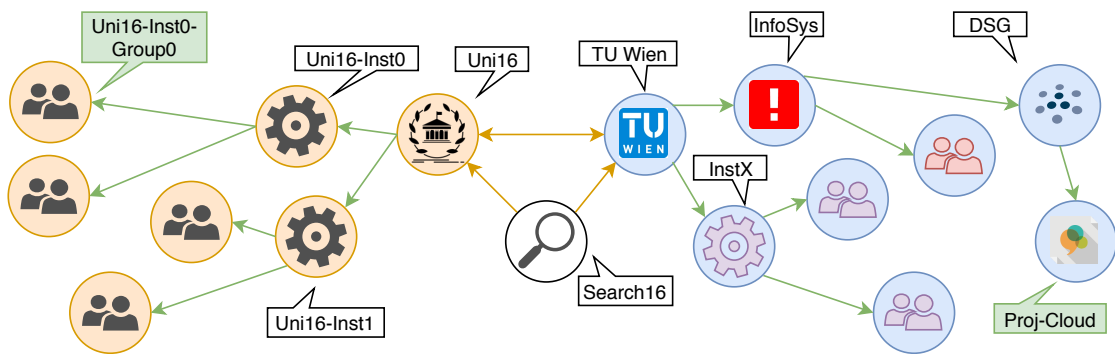 Uni16-Inst0-
Group0
Uni16-Inst0
Uni16
TU Wien
InfoSys
DSG
TU
WIEN
!
InstX
Search16
Uni16-Inst1
Proj-Cloud